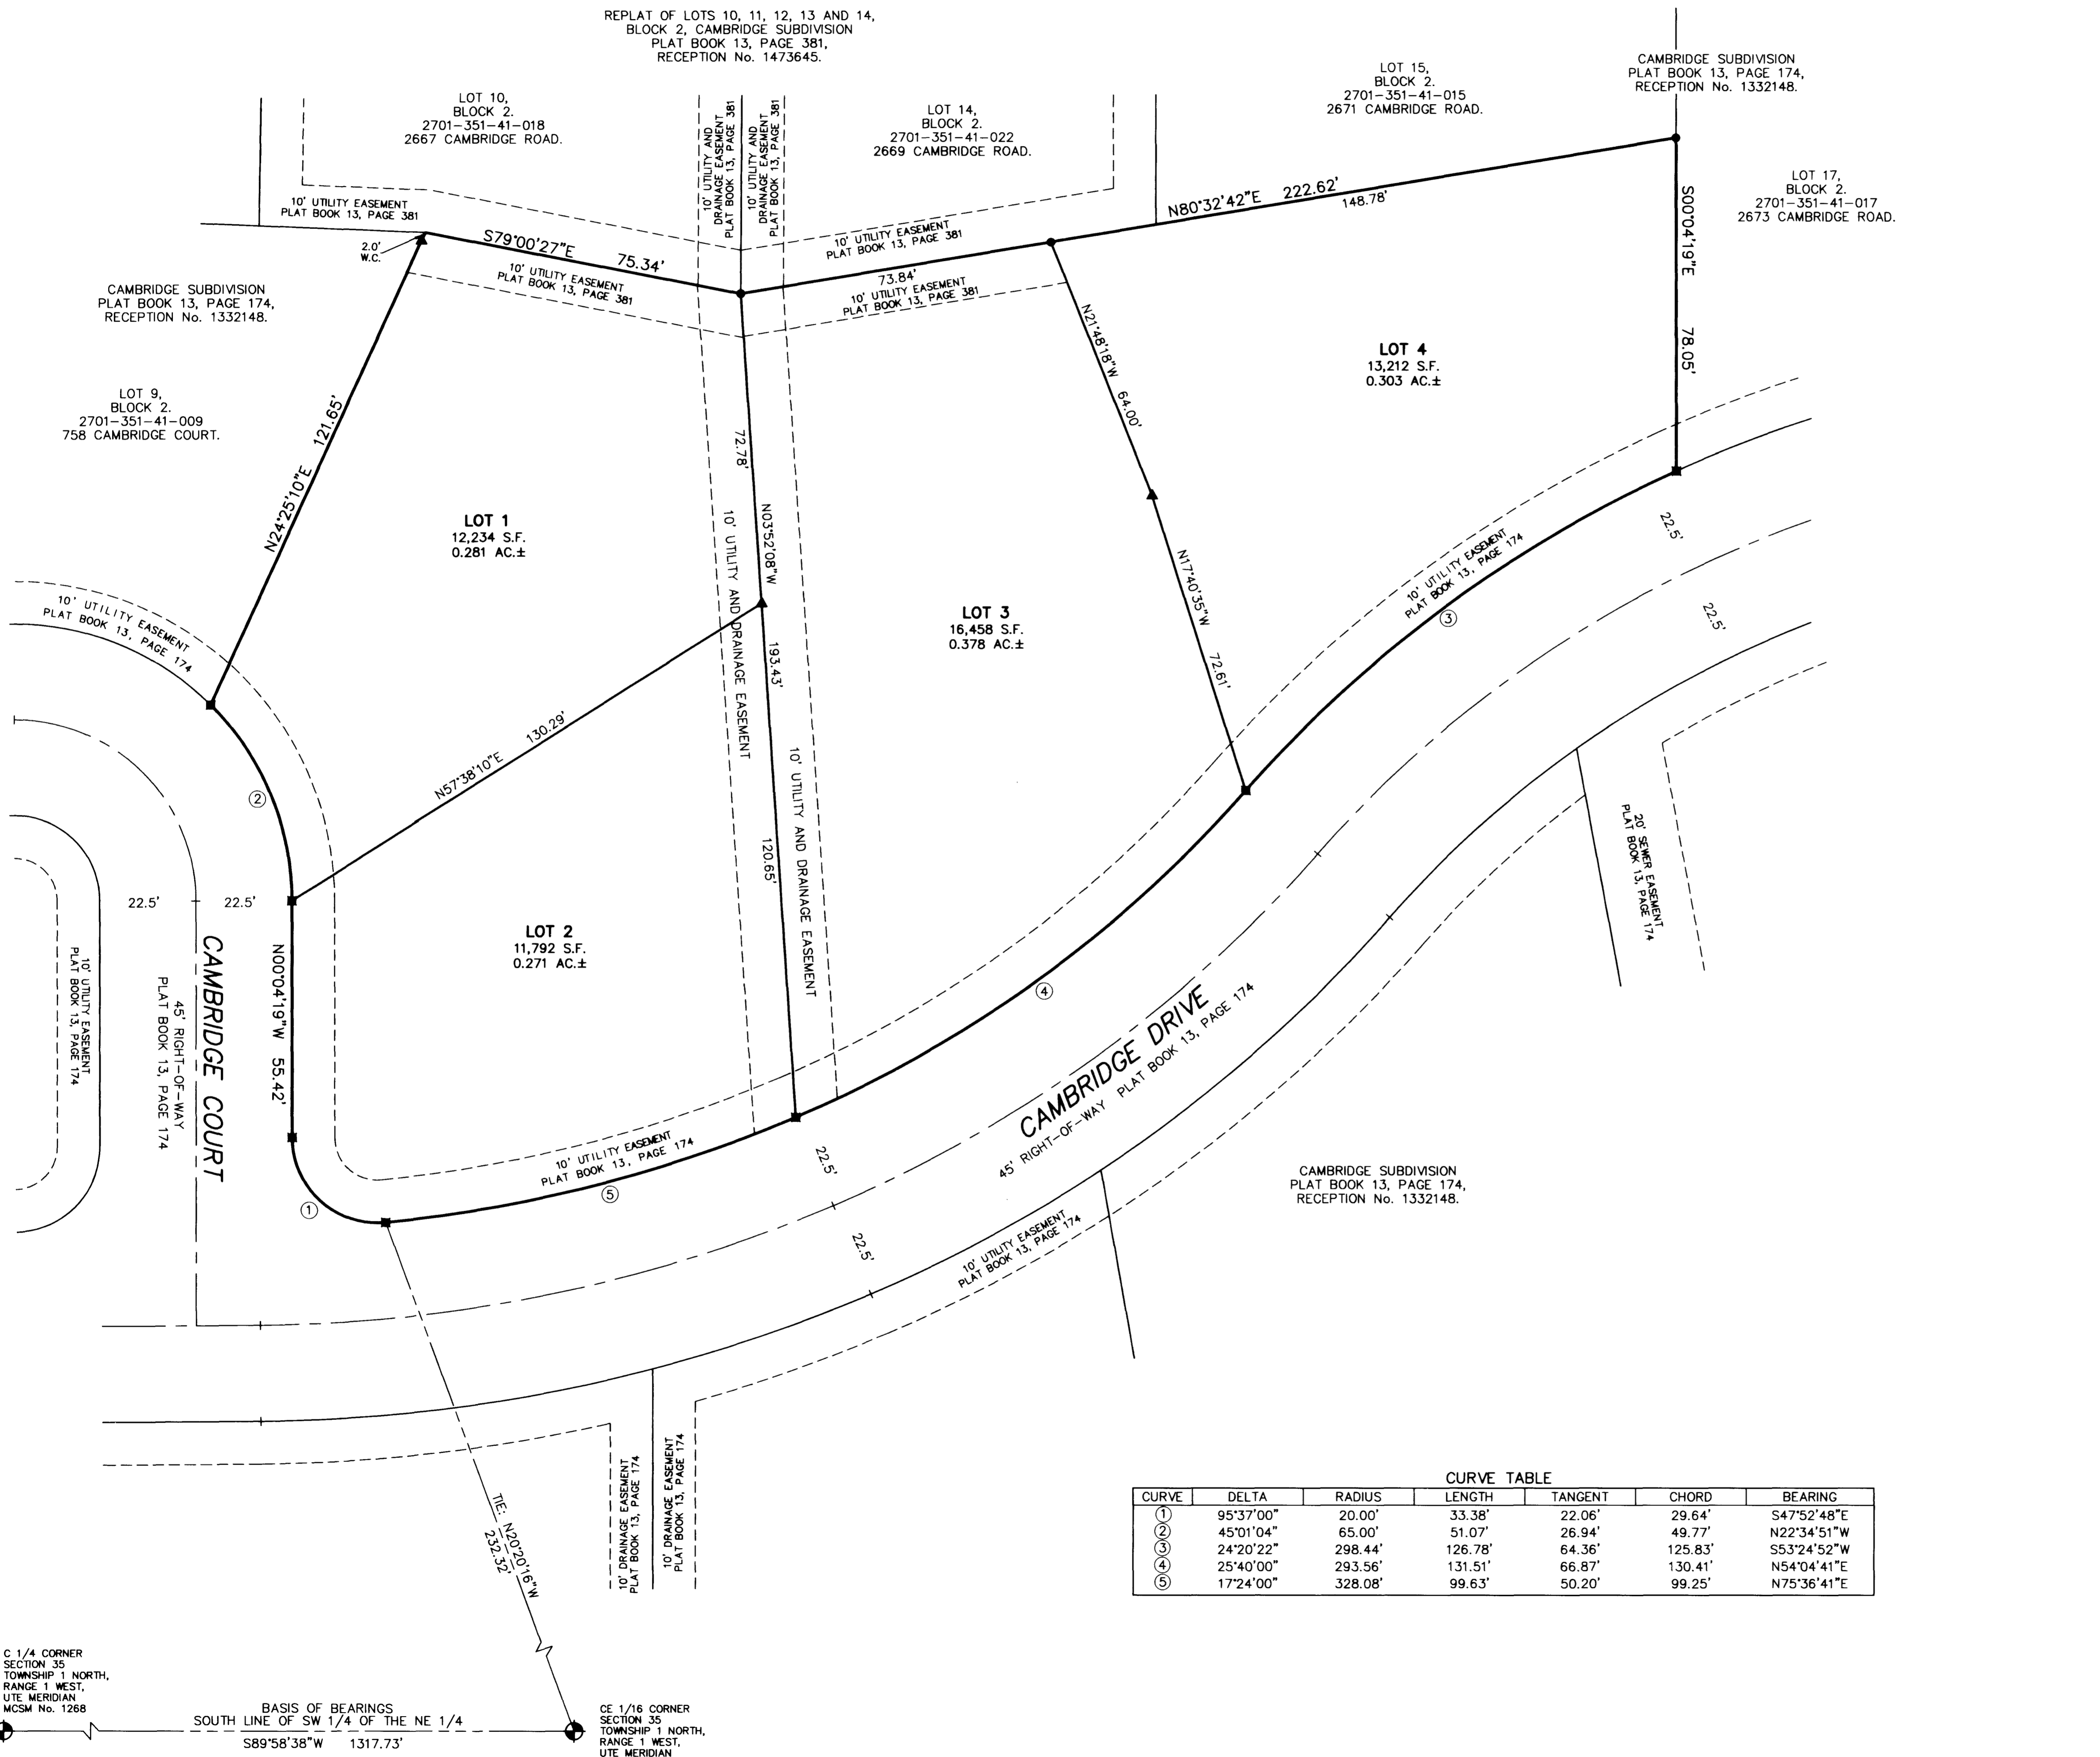 REPLAT OF LOTS 10, 11, 12, 13 AND 14,
BLOCK 2, CAMBRIDGE SUBDIVISION
PLAT BOOK 13, PAGE 381,
RECEPTION No. 1473645.
CAMBRIDGE SUBDIVISION
PLAT BOOK 13, PAGE 174,
RECEPTION No. 1332148.
LOT 15,
BLOCK 2.
2701-351-41-015
2671 CAMBRIDGE ROAD.
LOT 10,
BLOCK 2.
2701-351-41-018
2667 CAMBRIDGE ROAD.
10' UTILITY AND
DRAINAGE EASEMENT
PLAT BOOK 13, PAGE 381
10' UTILITY AND
DRAINAGE EASEMENT
PLAT BOOK 13, PAGE 381
LOT 14,
BLOCK 2.
2701-351-41-022
2669 CAMBRIDGE ROAD.
LOT 17,
BLOCK 2.
2701-351-41-017
2673 CAMBRIDGE ROAD.
10' UTILITY EASEMENT
PLAT BOOK 13, PAGE 381
2.0'
W.C.
S79°00'27"E 75.34'
10' UTILITY EASEMENT
PLAT BOOK 13, PAGE 381
10' UTILITY EASEMENT
PLAT BOOK 13, PAGE 381
73.84'
10' UTILITY EASEMENT
PLAT BOOK 13, PAGE 381
N80°32'42"E 222.62'
148.78'
S00°04'19"E 78.05'
CAMBRIDGE SUBDIVISION
PLAT BOOK 13, PAGE 174,
RECEPTION No. 1332148.
LOT 9,
BLOCK 2.
2701-351-41-009
758 CAMBRIDGE COURT.
N24°25'10"E 121.65'
LOT 1
12,234 S.F.
0.281 AC.±
72.78'
N03°52'08"W
193.43'
120.65'
10' UTILITY AND DRAINAGE EASEMENT
10' UTILITY AND DRAINAGE EASEMENT
N21°48'18"W 64.00'
LOT 4
13,212 S.F.
0.303 AC.±
LOT 3
16,458 S.F.
0.378 AC.±
N17°40'35"W 72.61'
10' UTILITY EASEMENT
PLAT BOOK 13, PAGE 174
3
22.5'
22.5'
10' UTILITY EASEMENT
PLAT BOOK 13, PAGE 174
2
N57°38'10"E 130.29'
22.5'
22.5'
LOT 2
11,792 S.F.
0.271 AC.±
N00°04'19"W 55.42'
CAMBRIDGE COURT
45' RIGHT-OF-WAY
PLAT BOOK 13, PAGE 174
10' UTILITY EASEMENT
PLAT BOOK 13, PAGE 174
20' SEWER EASEMENT
PLAT BOOK 13, PAGE 174
4
CAMBRIDGE DRIVE
45' RIGHT-OF-WAY PLAT BOOK 13, PAGE 174
10' UTILITY EASEMENT
PLAT BOOK 13, PAGE 174
5
1
22.5'
22.5'
10' UTILITY EASEMENT
PLAT BOOK 13, PAGE 174
CAMBRIDGE SUBDIVISION
PLAT BOOK 13, PAGE 174,
RECEPTION No. 1332148.
TIE: N20°20'16"W
232.32'
10' DRAINAGE EASEMENT
PLAT BOOK 13, PAGE 174
10' DRAINAGE EASEMENT
PLAT BOOK 13, PAGE 174
CURVE TABLE
CURVE DELTA RADIUS LENGTH TANGENT CHORD BEARING
1 95°37'00" 20.00' 33.38' 22.06' 29.64' S47°52'48"E
2 45°01'04" 65.00' 51.07' 26.94' 49.77' N22°34'51"W
3 24°20'22" 298.44' 126.78' 64.36' 125.83' S53°24'52"W
4 25°40'00" 293.56' 131.51' 66.87' 130.41' N54°04'41"E
5 17°24'00" 328.08' 99.63' 50.20' 99.25' N75°36'41"E
C 1/4 CORNER
SECTION 35
TOWNSHIP 1 NORTH,
RANGE 1 WEST,
UTE MERIDIAN
MCSM No. 1268
BASIS OF BEARINGS
SOUTH LINE OF SW 1/4 OF THE NE 1/4
S89°58'38"W 1317.73'
CE 1/16 CORNER
SECTION 35
TOWNSHIP 1 NORTH,
RANGE 1 WEST,
UTE MERIDIAN